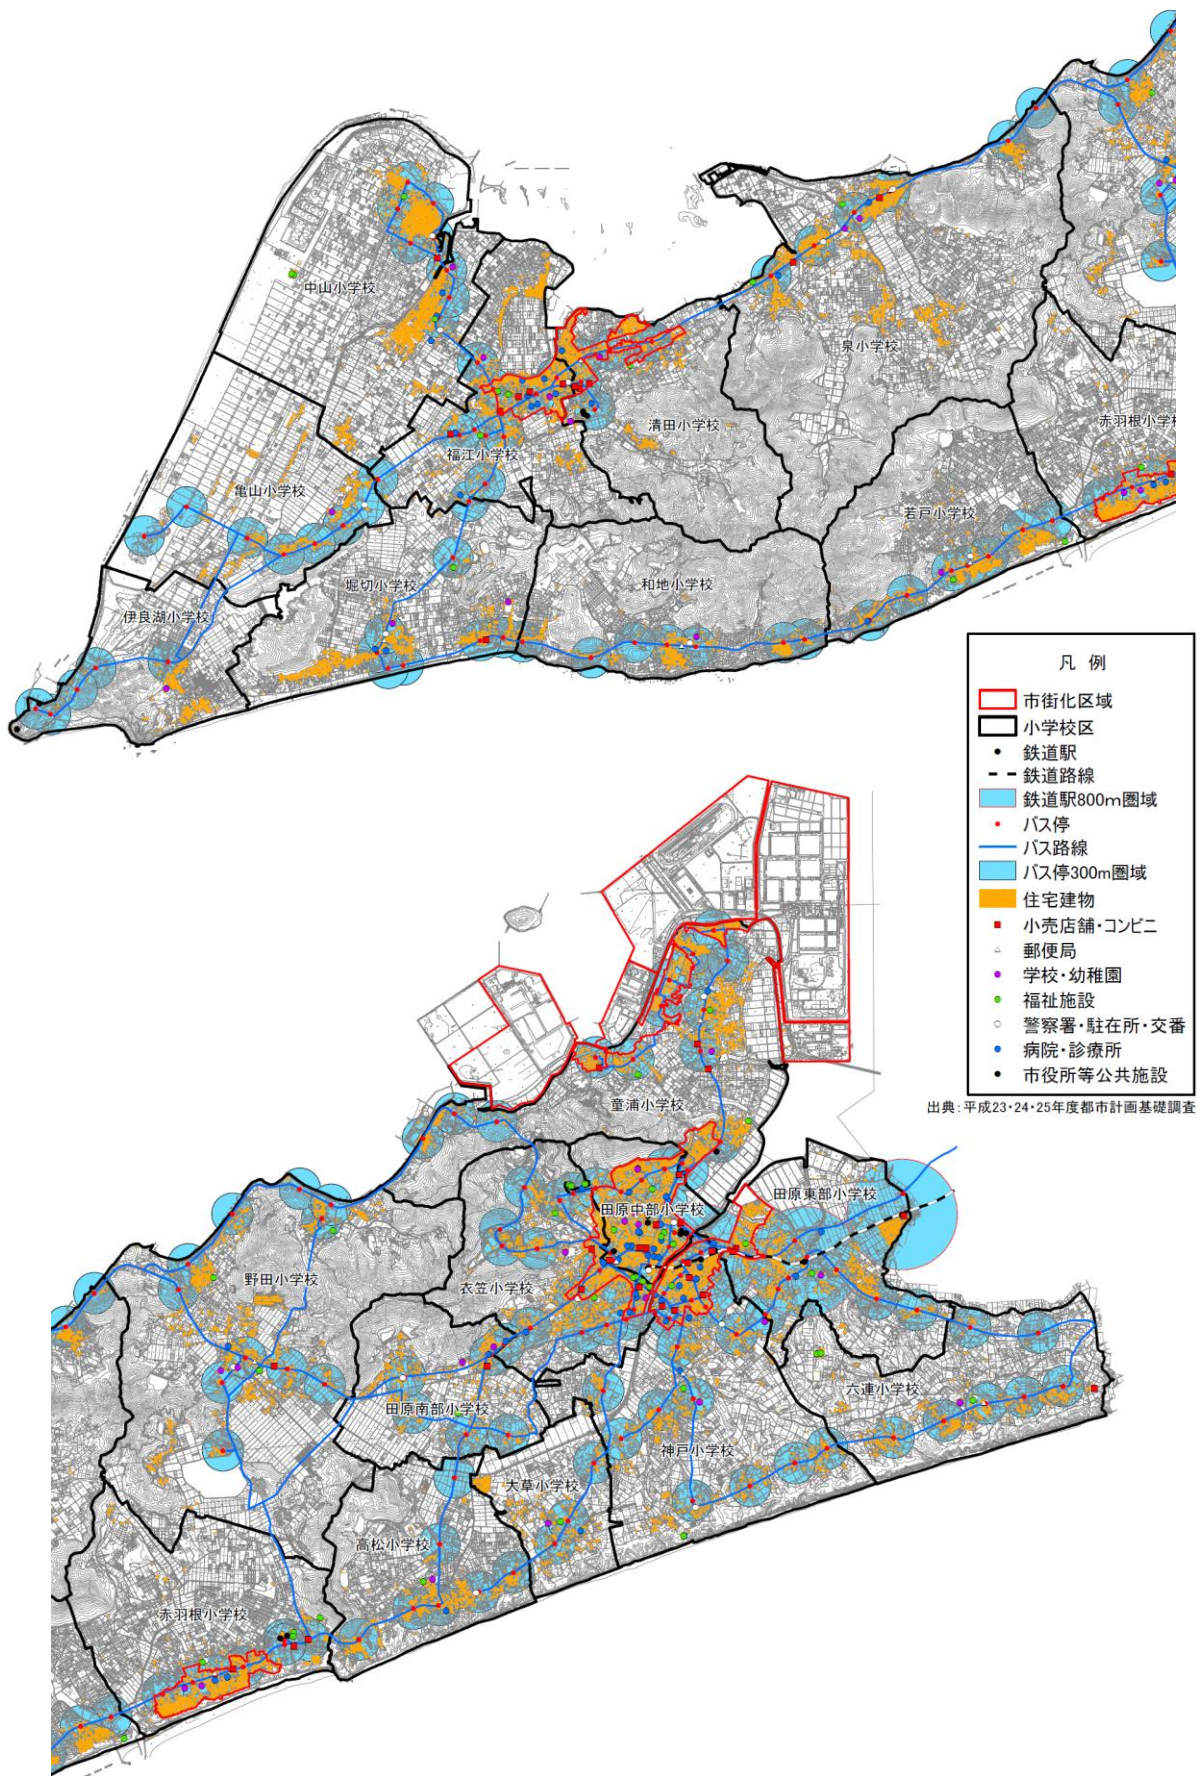 中山小学校
泉小学校
赤羽根小学校
清田小学校
福江小学校
亀山小学校
若戸小学校
堀切小学校
和地小学校
伊良湖小学校
凡 例
市街化区域
小学校区
鉄道駅
鉄道路線
鉄道駅800m圏域
バス停
バス路線
バス停300m圏域
住宅建物
小売店舗・コンビニ
郵便局
学校・幼稚園
福祉施設
警察署・駐在所・交番
病院・診療所
市役所等公共施設
出典:平成23・24・25年度都市計画基礎調査
童浦小学校
田原東部小学校
田原中部小学校
野田小学校
衣笠小学校
六連小学校
田原南部小学校
神戸小学校
大草小学校
高松小学校
赤羽根小学校